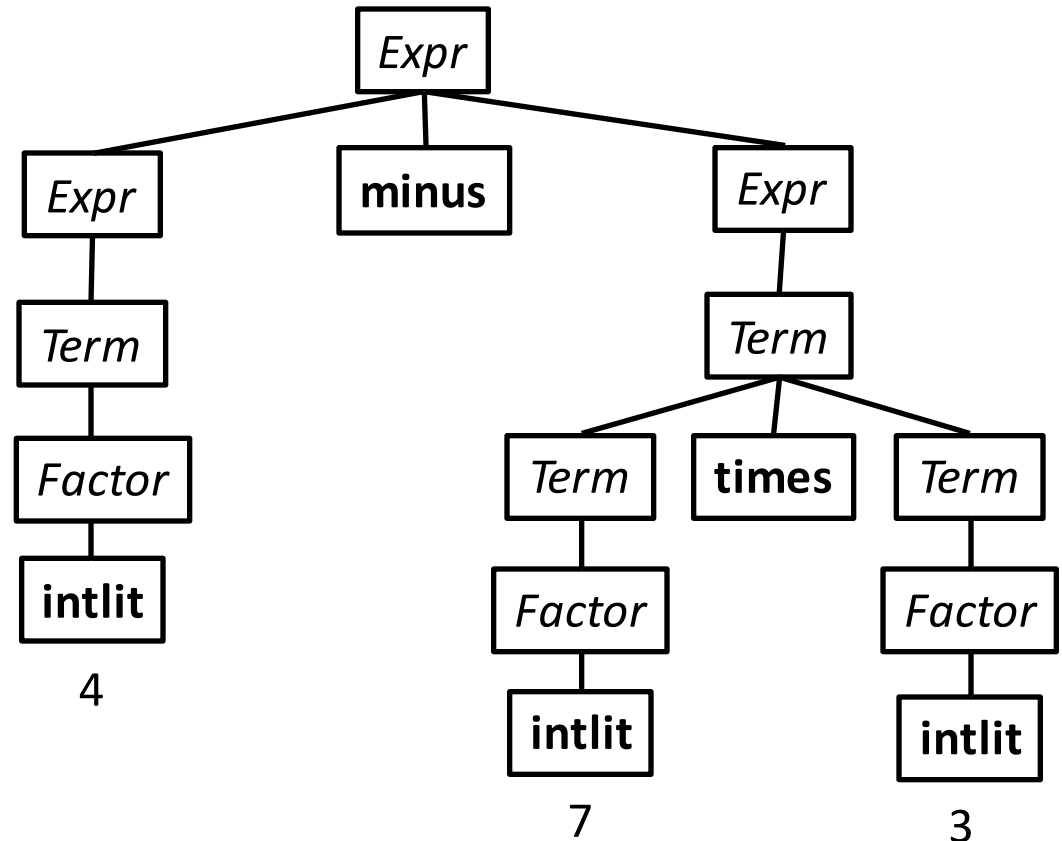 Expr
Expr minus Expr
Term Term
Factor Term times Term
intlit Factor Factor
4 intlit intlit
7 3